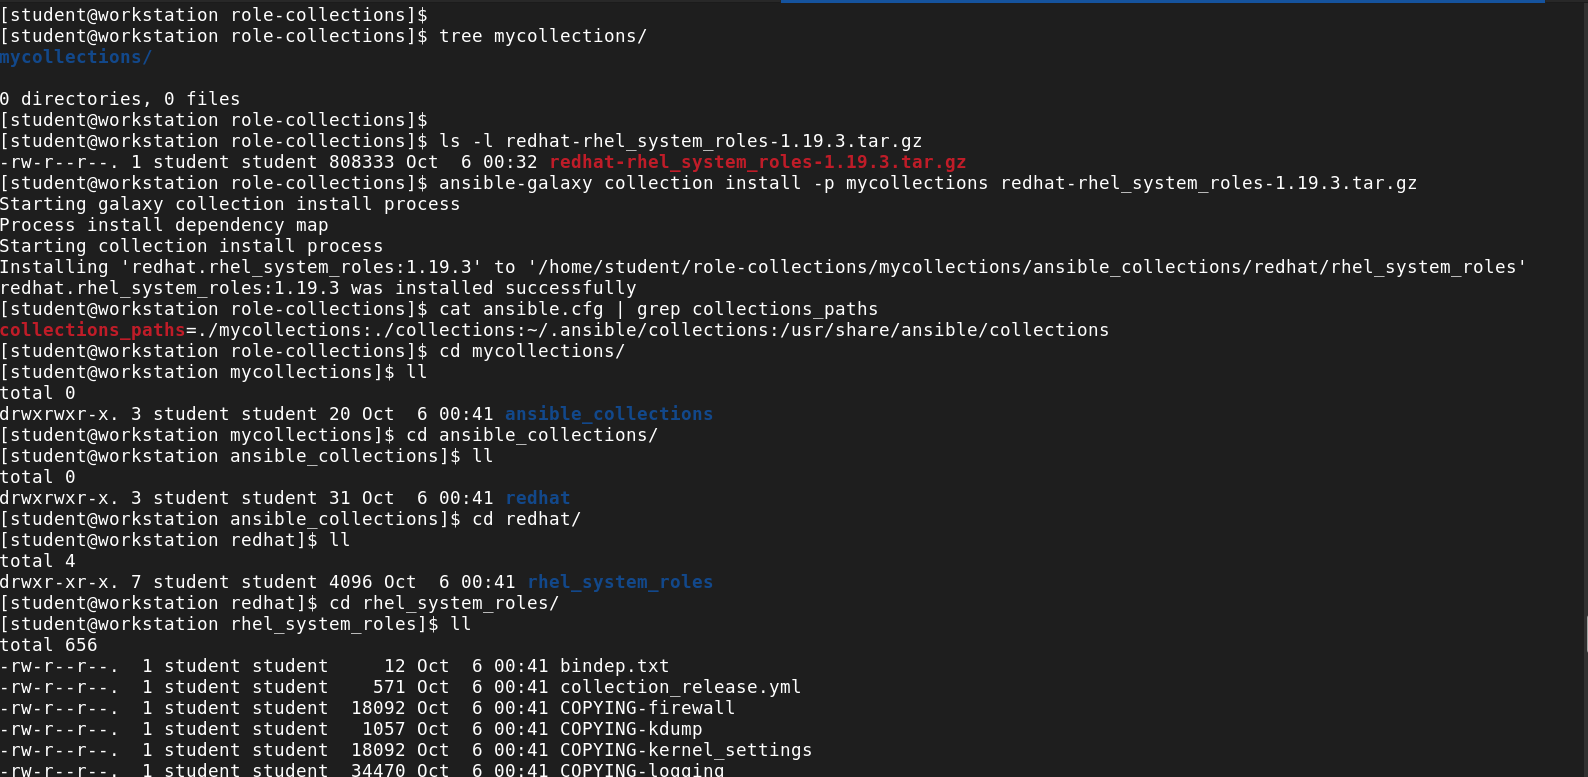 [student@workstation role-collections]$
[student@workstation role-collections]$ tree mycollections/
mycollections/
0 directories, 0 files
[student@workstation role-collections]$
[student@workstation role-collections]$ ls -l redhat-rhel_system_roles-1.19.3.tar.gz
-rw-r--r--. 1 student student 808333 Oct  6 00:32 redhat-rhel_system_roles-1.19.3.tar.gz
[student@workstation role-collections]$ ansible-galaxy collection install -p mycollections redhat-rhel_system_roles-1.19.3.tar.gz
Starting galaxy collection install process
Process install dependency map
Starting collection install process
Installing 'redhat.rhel_system_roles:1.19.3' to '/home/student/role-collections/mycollections/ansible_collections/redhat/rhel_system_roles'
redhat.rhel_system_roles:1.19.3 was installed successfully
[student@workstation role-collections]$ cat ansible.cfg | grep collections_paths
collections_paths=./mycollections:./collections:~/.ansible/collections:/usr/share/ansible/collections
[student@workstation role-collections]$ cd mycollections/
[student@workstation mycollections]$ ll
total 0
drwxrwxr-x. 3 student student 20 Oct  6 00:41 ansible_collections
[student@workstation mycollections]$ cd ansible_collections/
[student@workstation ansible_collections]$ ll
total 0
drwxrwxr-x. 3 student student 31 Oct  6 00:41 redhat
[student@workstation ansible_collections]$ cd redhat/
[student@workstation redhat]$ ll
total 4
drwxr-xr-x. 7 student student 4096 Oct  6 00:41 rhel_system_roles
[student@workstation redhat]$ cd rhel_system_roles/
[student@workstation rhel_system_roles]$ ll
total 656
-rw-r--r--.  1 student student     12 Oct  6 00:41 bindep.txt
-rw-r--r--.  1 student student    571 Oct  6 00:41 collection_release.yml
-rw-r--r--.  1 student student  18092 Oct  6 00:41 COPYING-firewall
-rw-r--r--.  1 student student   1057 Oct  6 00:41 COPYING-kdump
-rw-r--r--.  1 student student  18092 Oct  6 00:41 COPYING-kernel_settings
-rw-r--r--.  1 student student  34470 Oct  6 00:41 COPYING-logging